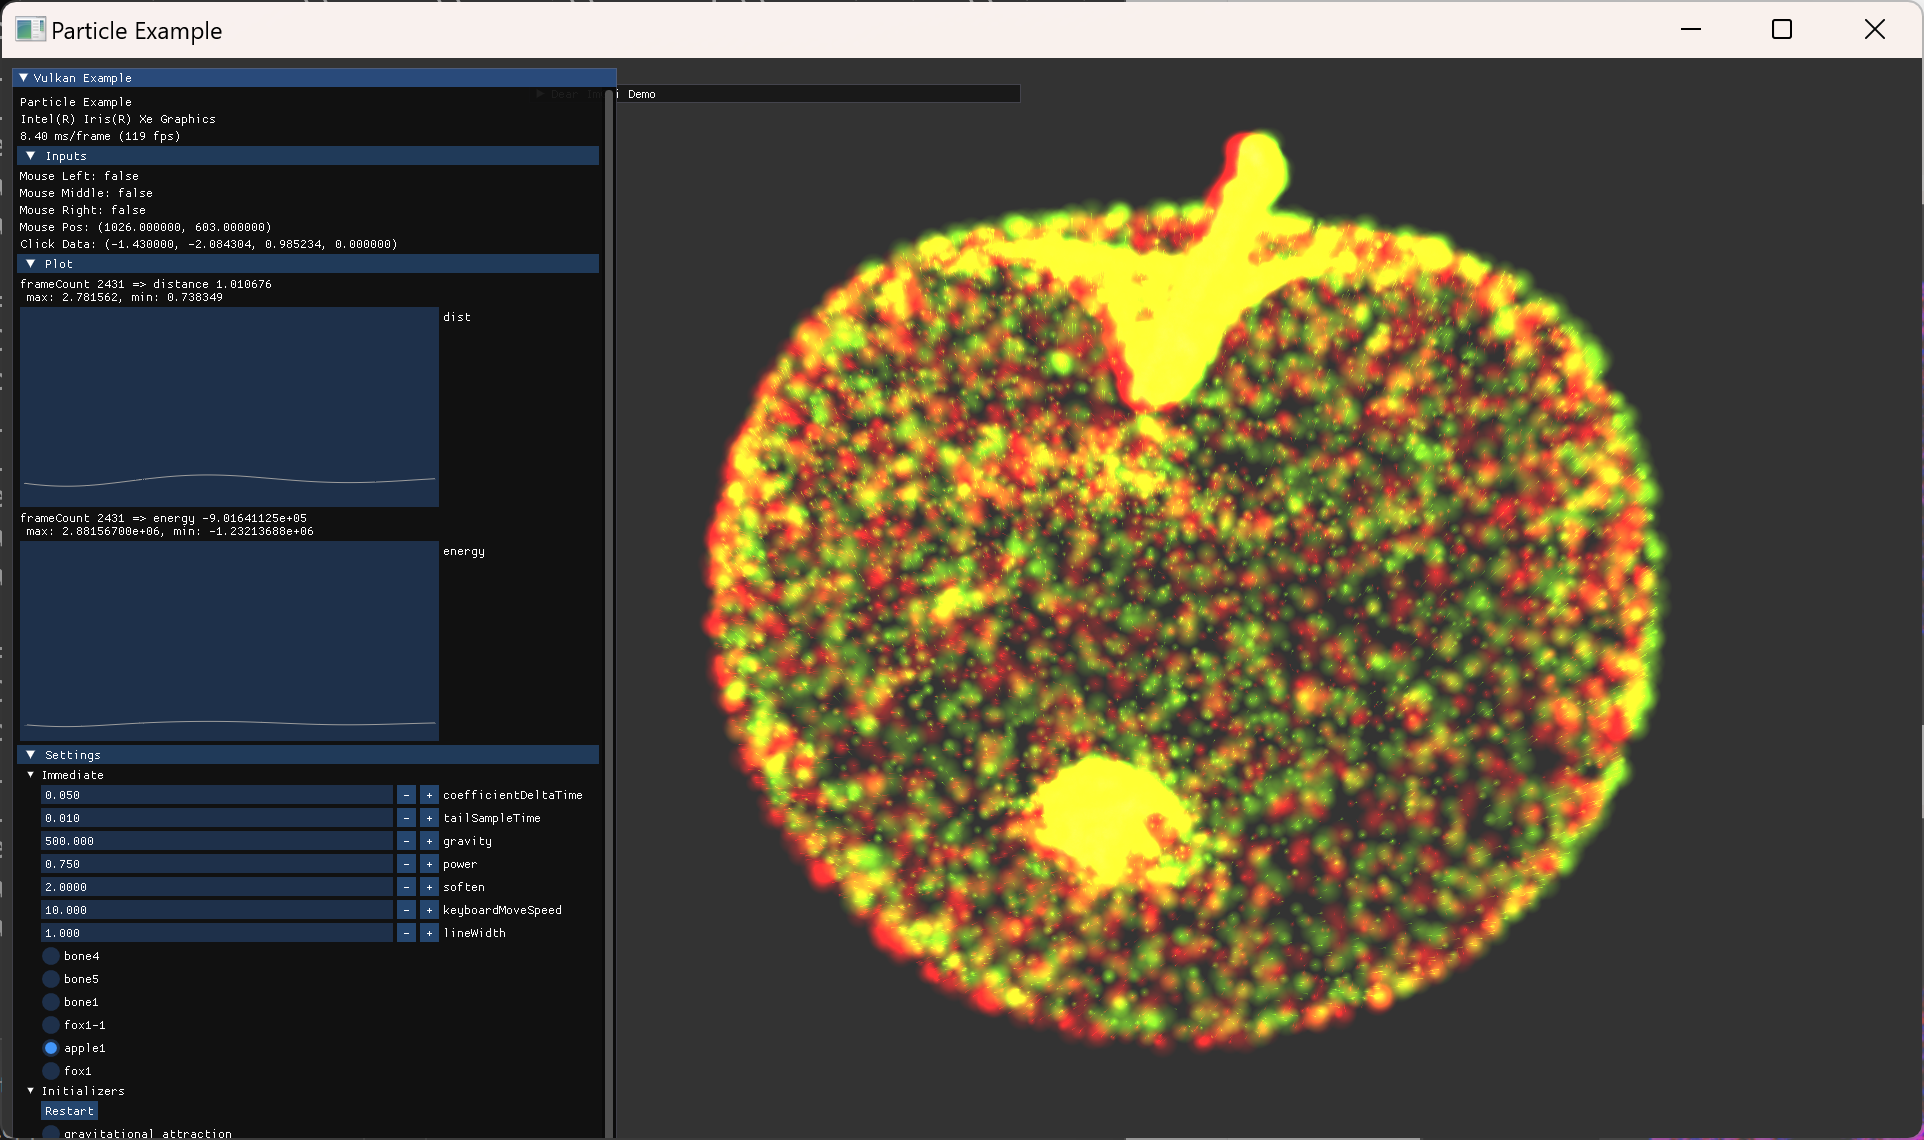 Particle Example
Vulkan Example
Demo
Particle Example
Intel(R) Iris(R) Xe Graphics
8.40 ms/frame (119 fps)
Inputs
Mouse Left: false
Mouse Middle: false
Mouse Right: false
Mouse Pos: (1026.000000, 603.000000)
Click Data: (-1.430000, -2.084304, 0.985234, 0.000000)
Plot
frameCount 2431 => distance 1.010676
max: 2.781562, min: 0.738349
dist
frameCount 2431 => energy -9.01641125e+05
max: 2.88156700e+06, min: -1.23213688e+06
energy
Settings
Immediate
0.050 - + coefficientDeltaTime
0.010 - + tailSampleTime
500.000 - + gravity
0.750 - + power
2.0000 - + soften
10.000 - + keyboardMoveSpeed
1.000 - + lineWidth
bone4
bone5
bone1
fox1-1
apple1
fox1
Initializers
Restart
gravitational attraction